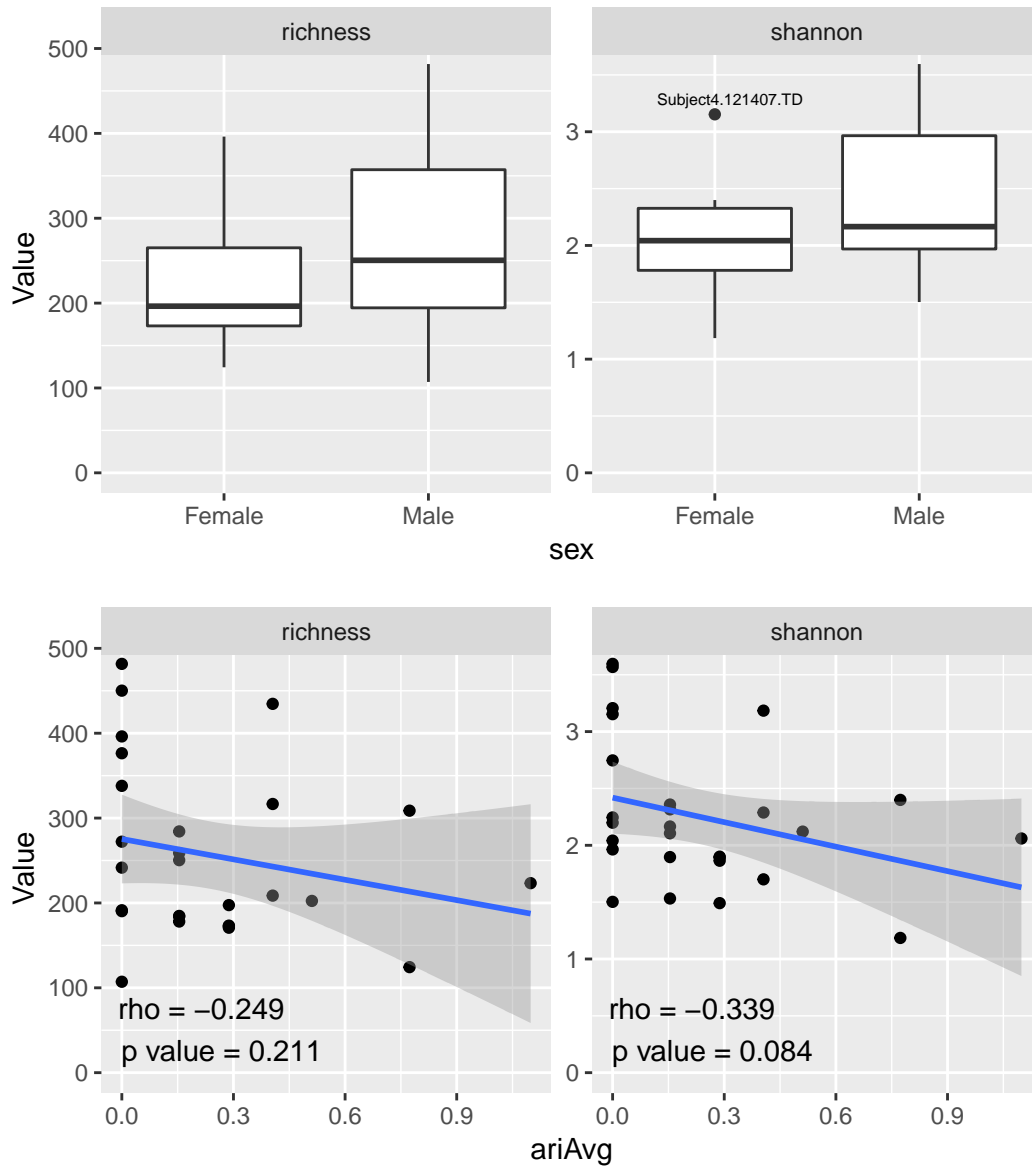 richness
shannon
500
400
300
200
100
0
Value
3
2
1
0
Subject4.121407.TD
Female
Male
Female
Male
sex
richness
shannon
500
400
300
200
100
0
Value
3
2
1
0
rho = −0.249
p value = 0.211
rho = −0.339
p value = 0.084
0.0 0.3 0.6 0.9
0.0 0.3 0.6 0.9
ariAvg